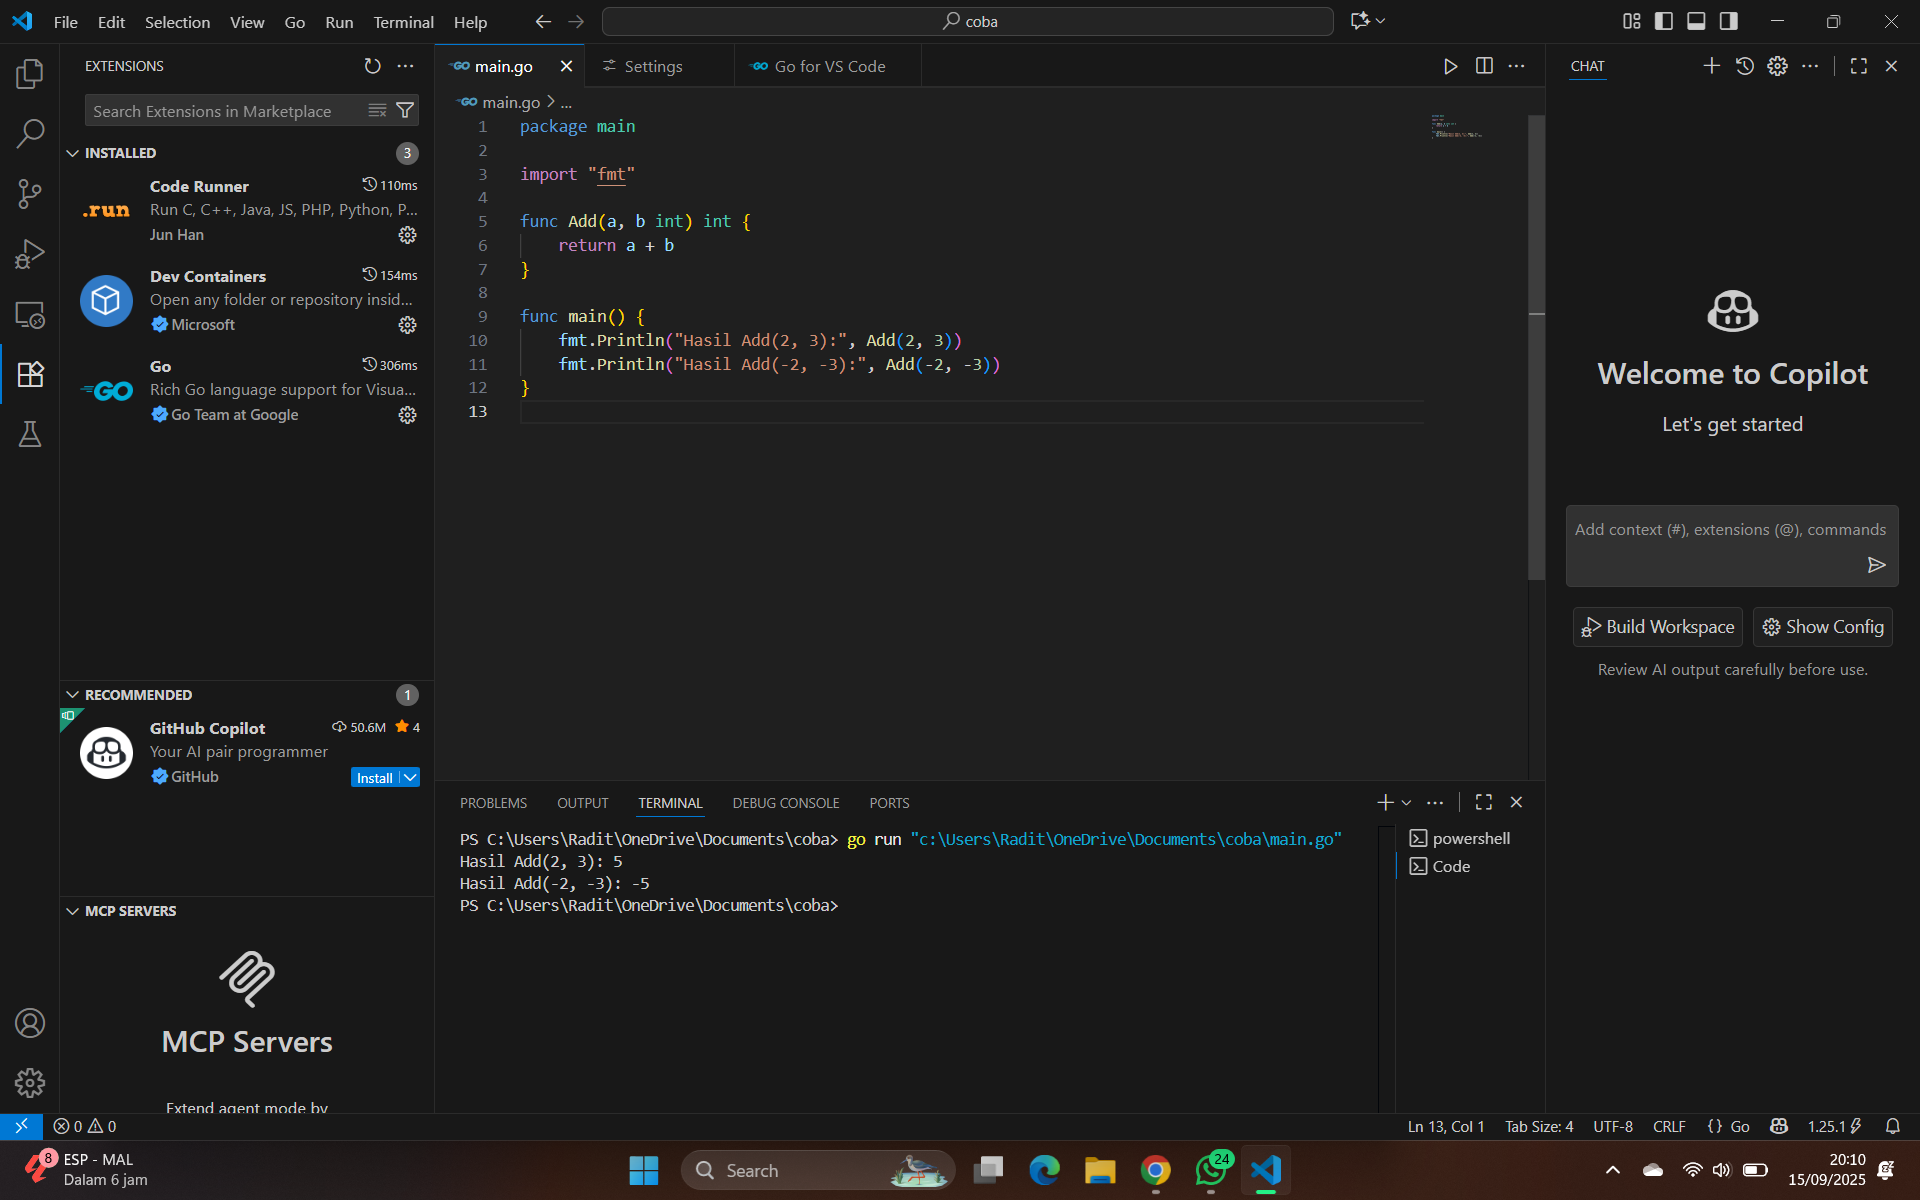 File Edit Selection View Go Run Terminal Help
coba
EXTENSIONS
Search Extensions in Marketplace
INSTALLED
3
Code Runner
110ms
.run
Run C, C++, Java, JS, PHP, Python, P...
Jun Han
Dev Containers
154ms
Open any folder or repository insid...
Microsoft
Go
306ms
GO
Rich Go language support for Visua...
Go Team at Google
RECOMMENDED
1
GitHub Copilot
50.6M
4
Your AI pair programmer
GitHub
Install
MCP SERVERS
MCP Servers
Extend agent mode by
GO main.go
Settings
GO Go for VS Code
GO main.go > ...
1 package main
2
3 import "fmt"
4
5 func Add(a, b int) int {
6 return a + b
7 }
8
9 func main() {
10 fmt.Println("Hasil Add(2, 3):", Add(2, 3))
11 fmt.Println("Hasil Add(-2, -3):", Add(-2, -3))
12 }
13
PROBLEMS OUTPUT TERMINAL DEBUG CONSOLE PORTS
PS C:\Users\Radit\OneDrive\Documents\coba> go run "c:\Users\Radit\OneDrive\Documents\coba\main.go"
Hasil Add(2, 3): 5
Hasil Add(-2, -3): -5
PS C:\Users\Radit\OneDrive\Documents\coba>
powershell
Code
CHAT
Welcome to Copilot
Let's get started
Add context (#), extensions (@), commands
Build Workspace
Show Config
Review AI output carefully before use.
0 0
Ln 13, Col 1
Tab Size: 4
UTF-8
CRLF
{} Go
1.25.1
8
ESP - MAL
Dalam 6 jam
Search
24
20:10
15/09/2025